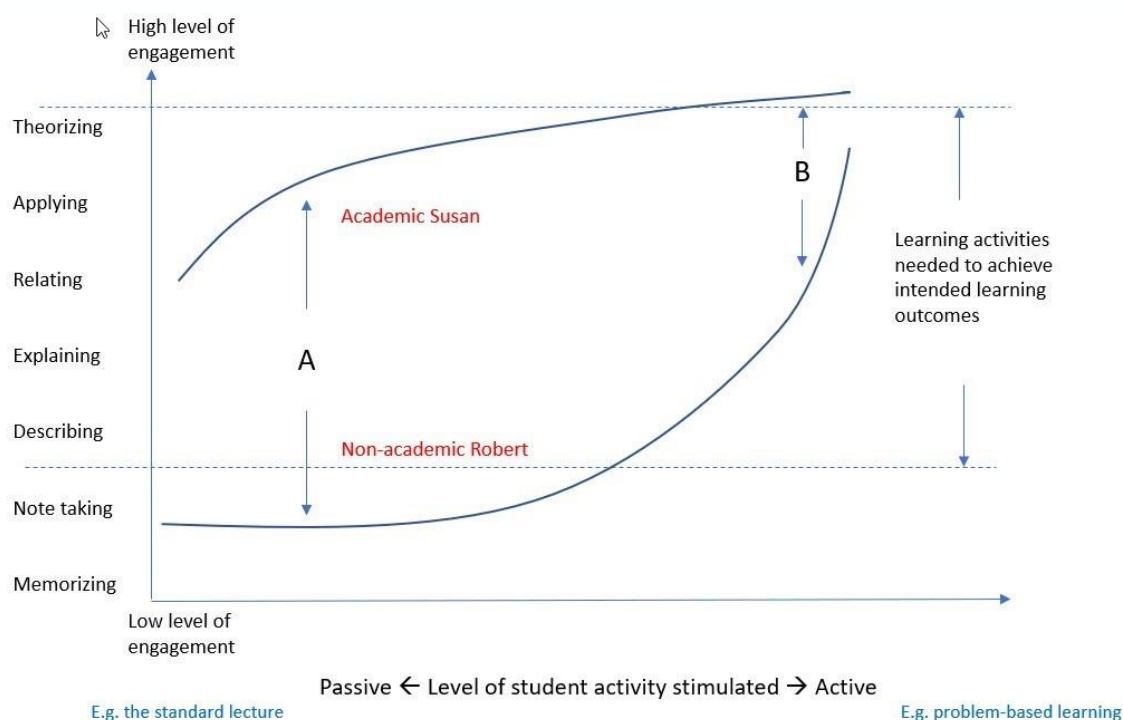 High level of
engagement
Theorizing
B
Applying
Academic Susan
Learning activities
needed to achieve
intended learning
outcomes
Relating
Explaining
A
Describing
Non-academic Robert
Note taking
Memorizing
Low level of
engagement
Passive ← Level of student activity stimulated → Active
E.g. the standard lecture
E.g. problem-based learning